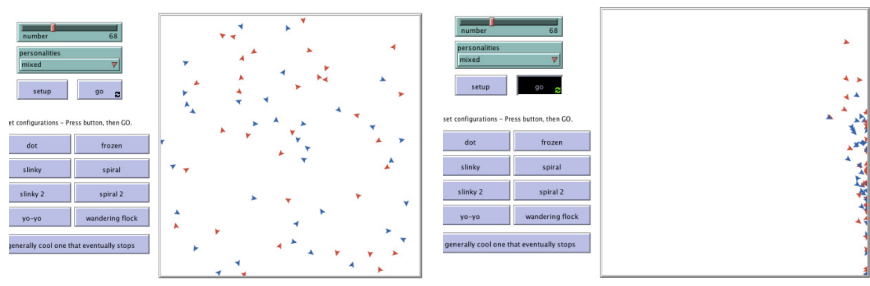 number 68
personalities
mixed
setup go
set configurations - Press button, then GO.
dot frozen
slinky spiral
slinky 2 spiral 2
yo-yo wandering flock
generally cool one that eventually stops
number 68
personalities
mixed
setup go
set configurations - Press button, then GO.
dot frozen
slinky spiral
slinky 2 spiral 2
yo-yo wandering flock
generally cool one that eventually stops